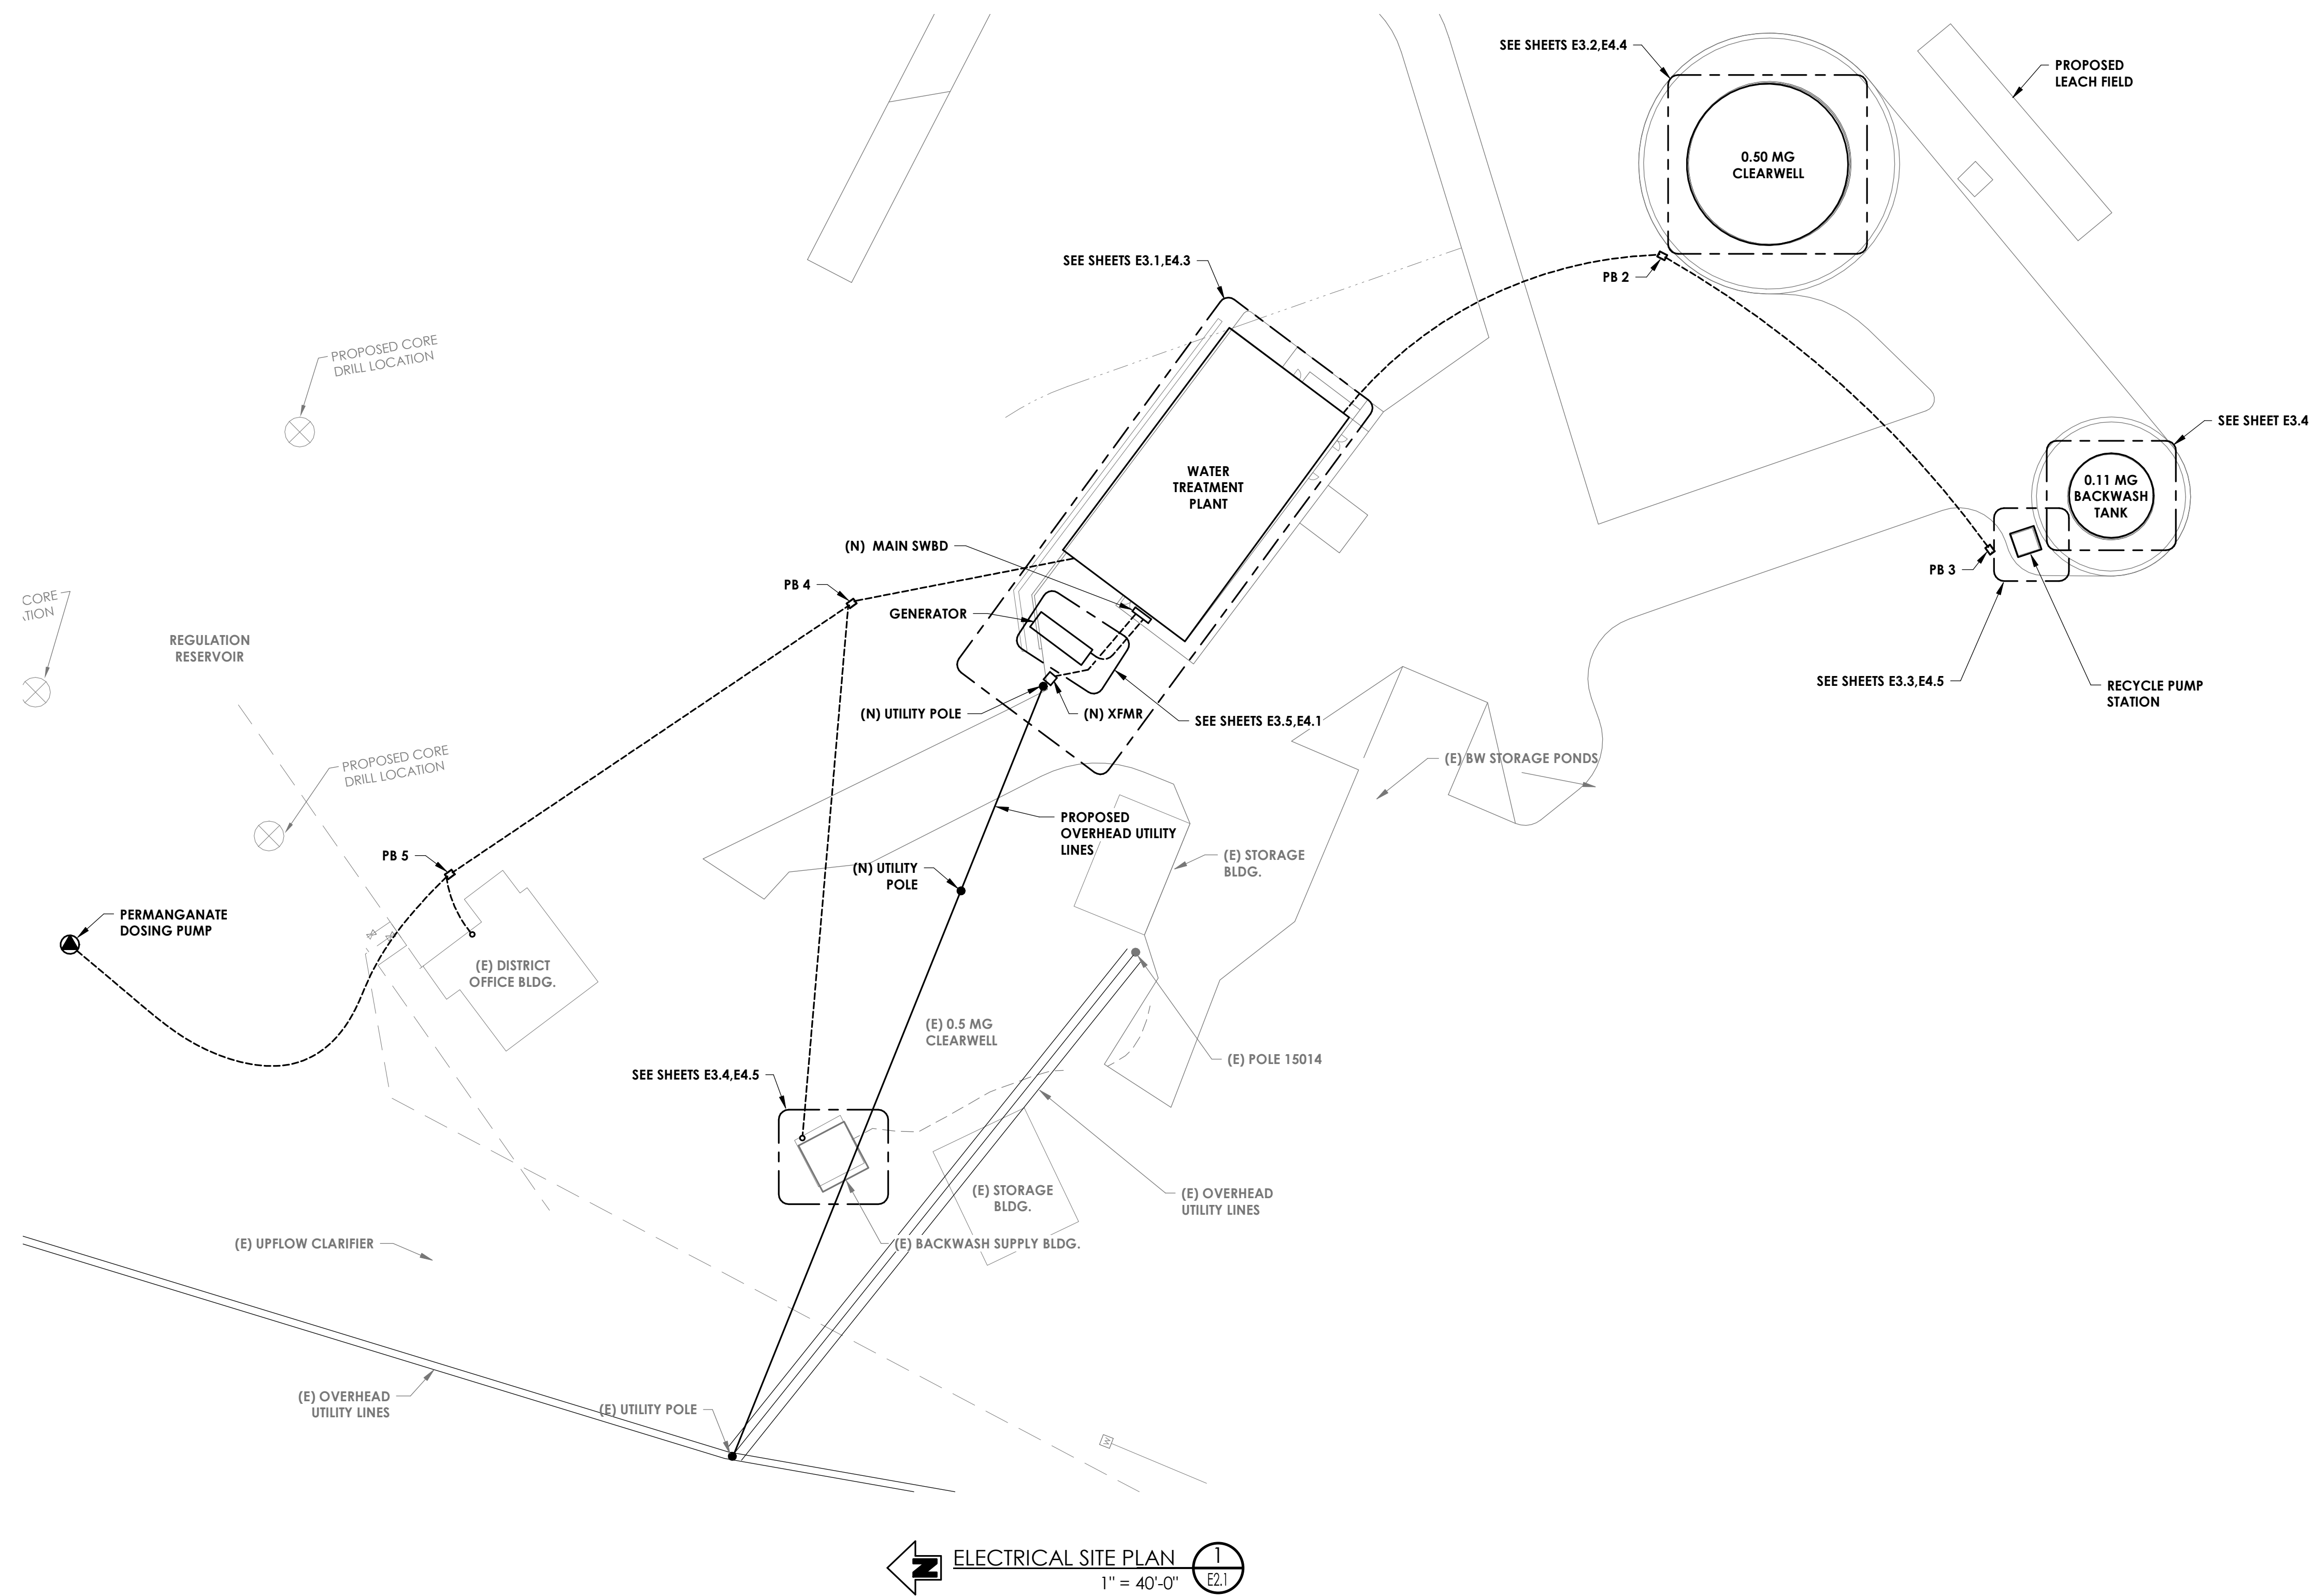 SEE SHEETS E3.2,E4.4
PROPOSED
LEACH FIELD
0.50 MG
CLEARWELL
SEE SHEETS E3.1,E4.3
PB 2
PROPOSED CORE
DRILL LOCATION
SEE SHEET E3.4
WATER
TREATMENT
PLANT
0.11 MG
BACKWASH
TANK
(N)  MAIN SWBD
PB 3
PB 4
GENERATOR
CORE
REGULATION
RESERVOIR
SEE SHEETS E3.3,E4.5
RECYCLE PUMP
STATION
(N) UTILITY POLE
(N) XFMR
SEE SHEETS E3.5,E4.1
PROPOSED CORE
DRILL LOCATION
(E) BW STORAGE PONDS
PROPOSED
OVERHEAD UTILITY
LINES
PB 5
(E) STORAGE
BLDG.
(N) UTILITY
POLE
PERMANGANATE
DOSING PUMP
(E) DISTRICT
OFFICE BLDG.
(E) 0.5 MG
CLEARWELL
(E) POLE 15014
SEE SHEETS E3.4,E4.5
(E) STORAGE
BLDG.
(E) OVERHEAD
UTILITY LINES
(E) UPFLOW CLARIFIER
(E) BACKWASH SUPPLY BLDG.
(E) OVERHEAD
UTILITY LINES
(E) UTILITY POLE
W
N
ELECTRICAL SITE PLAN
1
E2.1
1" = 40'-0"